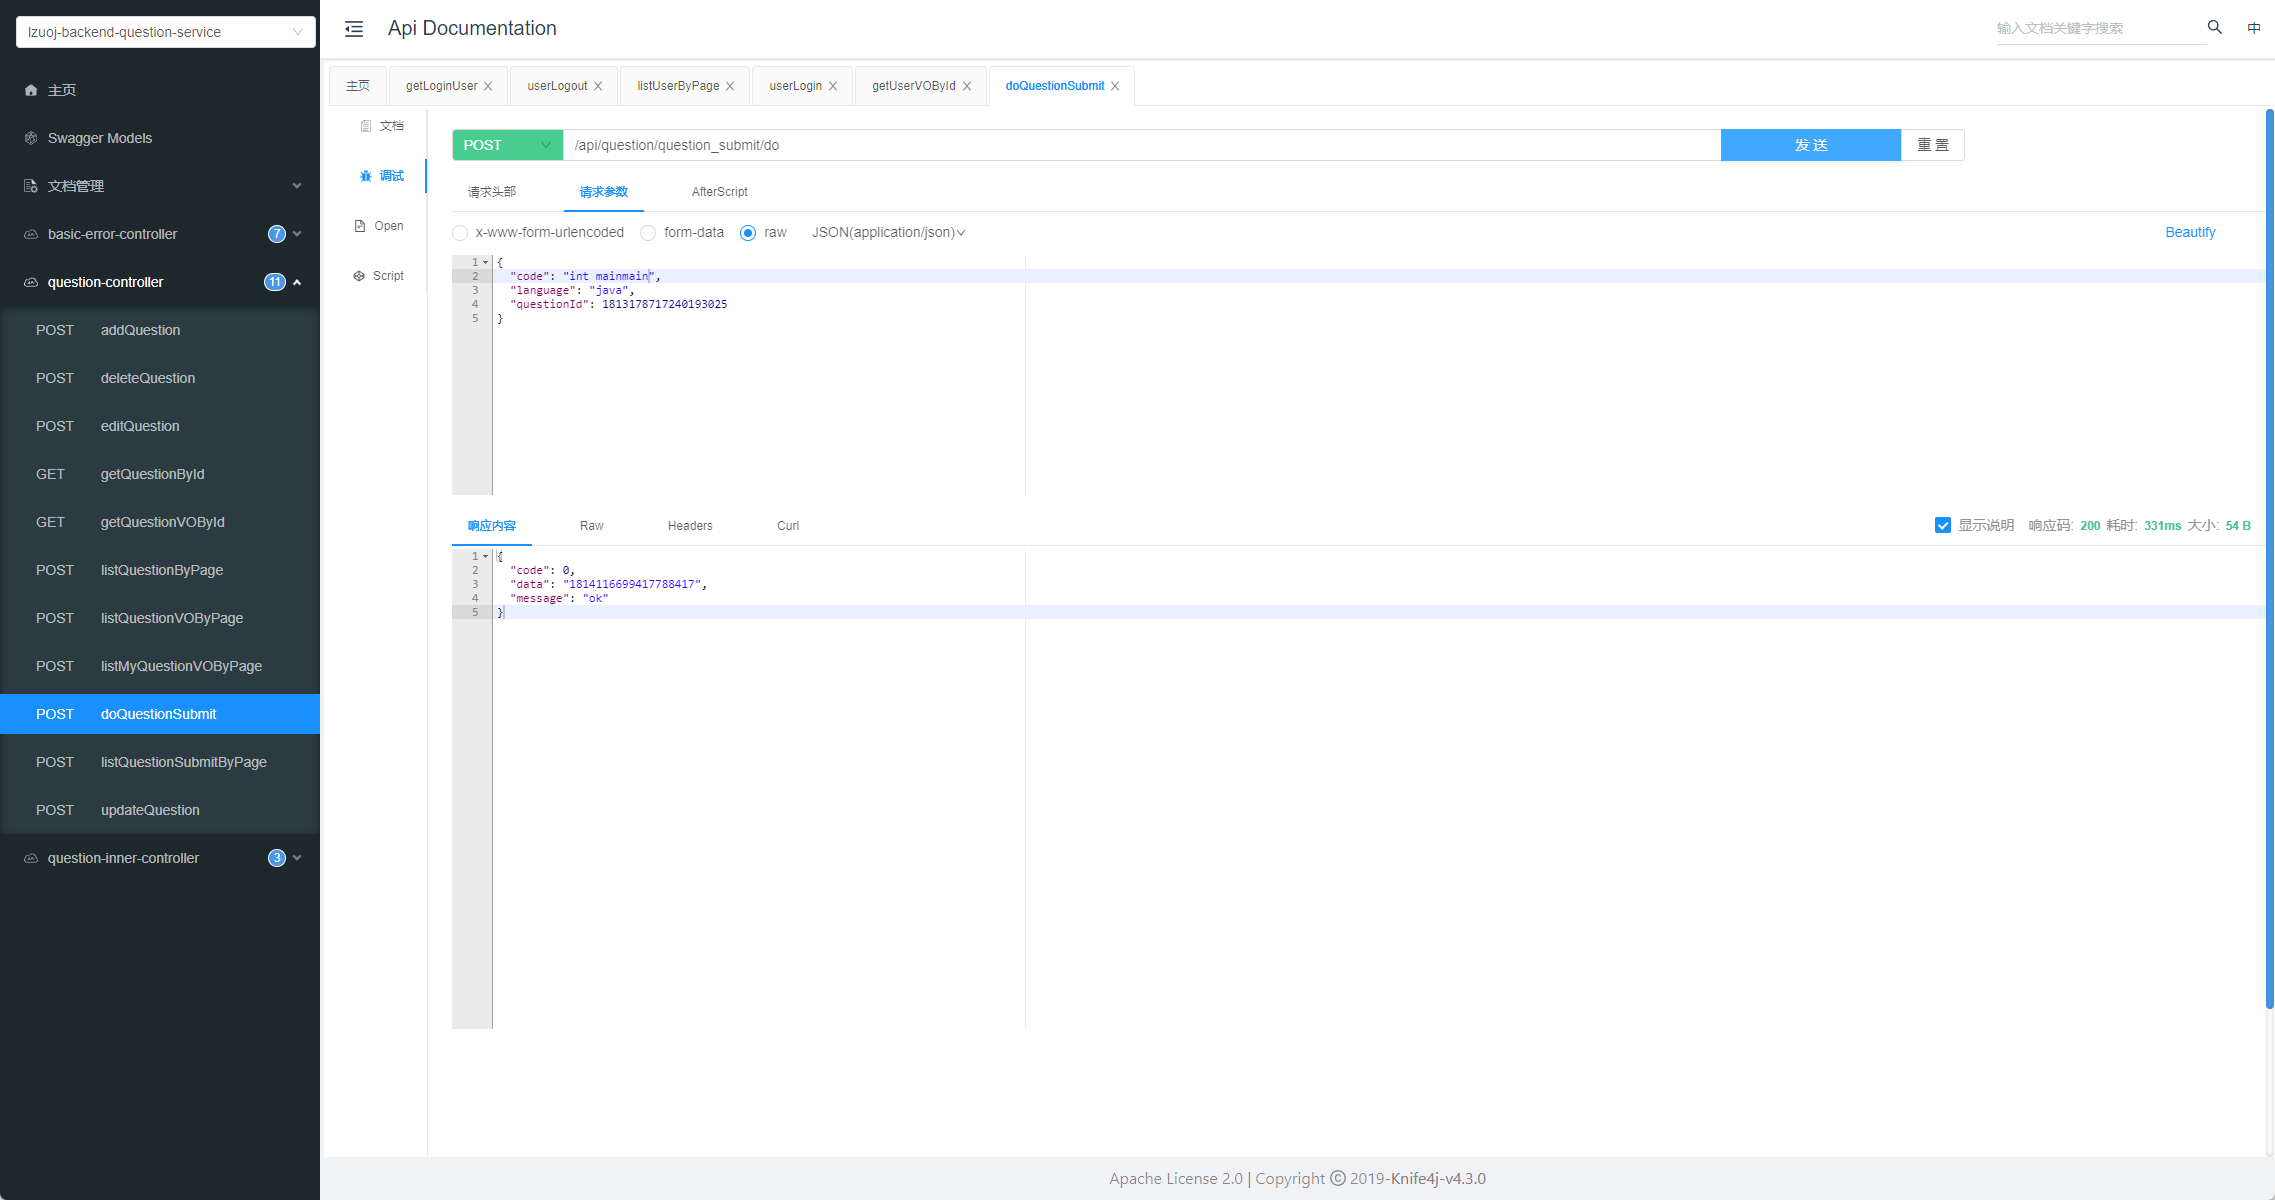 lzuoj-backend-question-service
主页
Swagger Models
文档管理
basic-error-controller 7
question-controller 11
POST addQuestion
POST deleteQuestion
POST editQuestion
GET getQuestionById
GET getQuestionVOById
POST listQuestionByPage
POST listQuestionVOByPage
POST listMyQuestionVOByPage
POST doQuestionSubmit
POST listQuestionSubmitByPage
POST updateQuestion
question-inner-controller 3
Api Documentation
输入文档关键字搜索
中
主页 getLoginUser userLogout listUserByPage userLogin getUserVOById doQuestionSubmit
文档
调试
Open
Script
POST /api/question/question_submit/do 发 送 重 置
请求头部 请求参数 AfterScript
x-www-form-urlencoded form-data raw JSON(application/json) Beautify
1 {
2 "code": "int mainmain",
3 "language": "java",
4 "questionId": 1813178717240193025
5 }
响应内容 Raw Headers Curl 显示说明 响应码: 200 耗时: 331ms 大小: 54 B
1 {
2 "code": 0,
3 "data": "1814116699417788417",
4 "message": "ok"
5 }
Apache License 2.0 | Copyright © 2019-Knife4j-v4.3.0